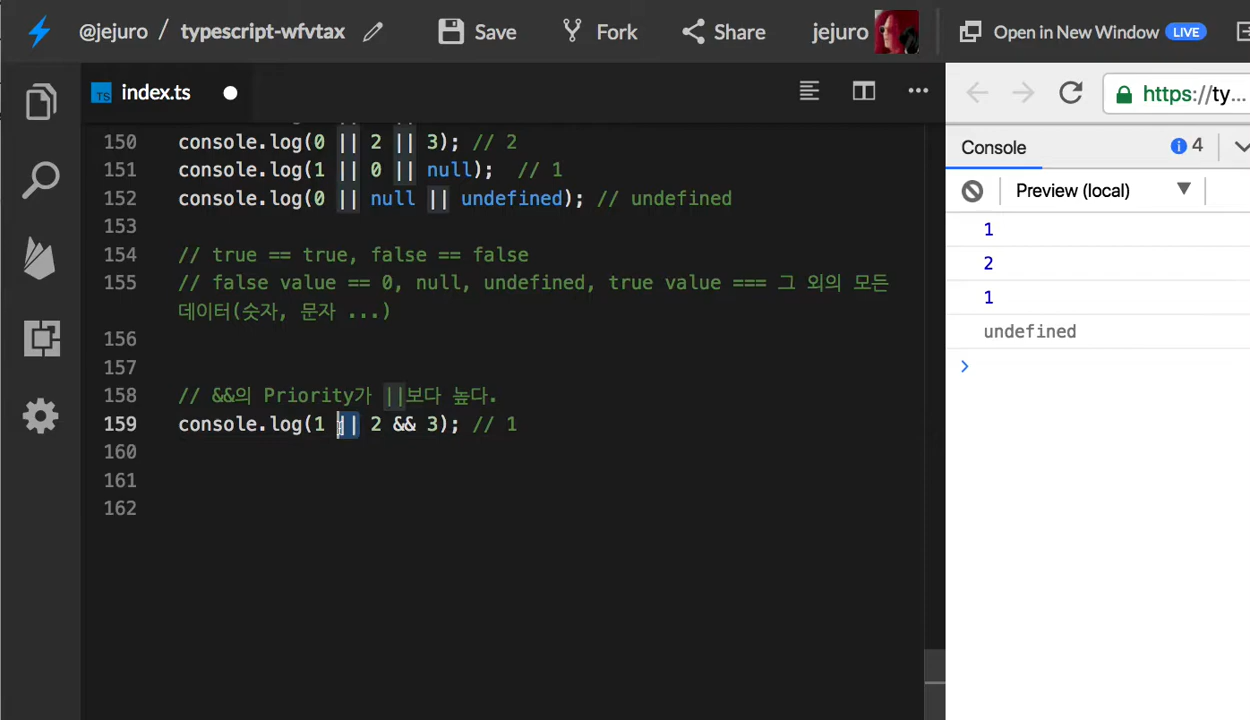 @jejuro / typescript-wfvtax Save Fork Share jejuro Open in New Window LIVE
TS index.ts
https://ty...
150 console.log(0 || 2 || 3); // 2
151 console.log(1 || 0 || null); // 1
152 console.log(0 || null || undefined); // undefined
153
154 // true == true, false == false
155 // false value == 0, null, undefined, true value === 그 외의 모든
데이터(숫자, 문자 ...)
156
157
158 // &&의 Priority가 ||보다 높다.
159 console.log(1 || 2 && 3); // 1
160
161
162
Console 4
Preview (local)
1
2
1
undefined